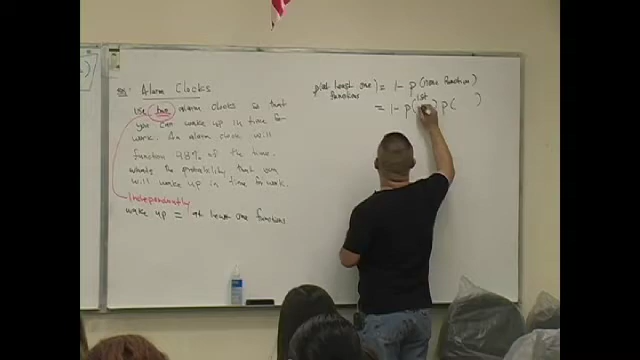 Ex: Alarm Clocks
Use two alarm clocks so that
you can wake up in time for
work. An alarm clock will
function 98% of the time.
What's the probability that you
will wake up in time for work.
Independently
wake up = at least one functions
P(at least one functions) = 1 - P(none function)
= 1 - P(1st ) P( )